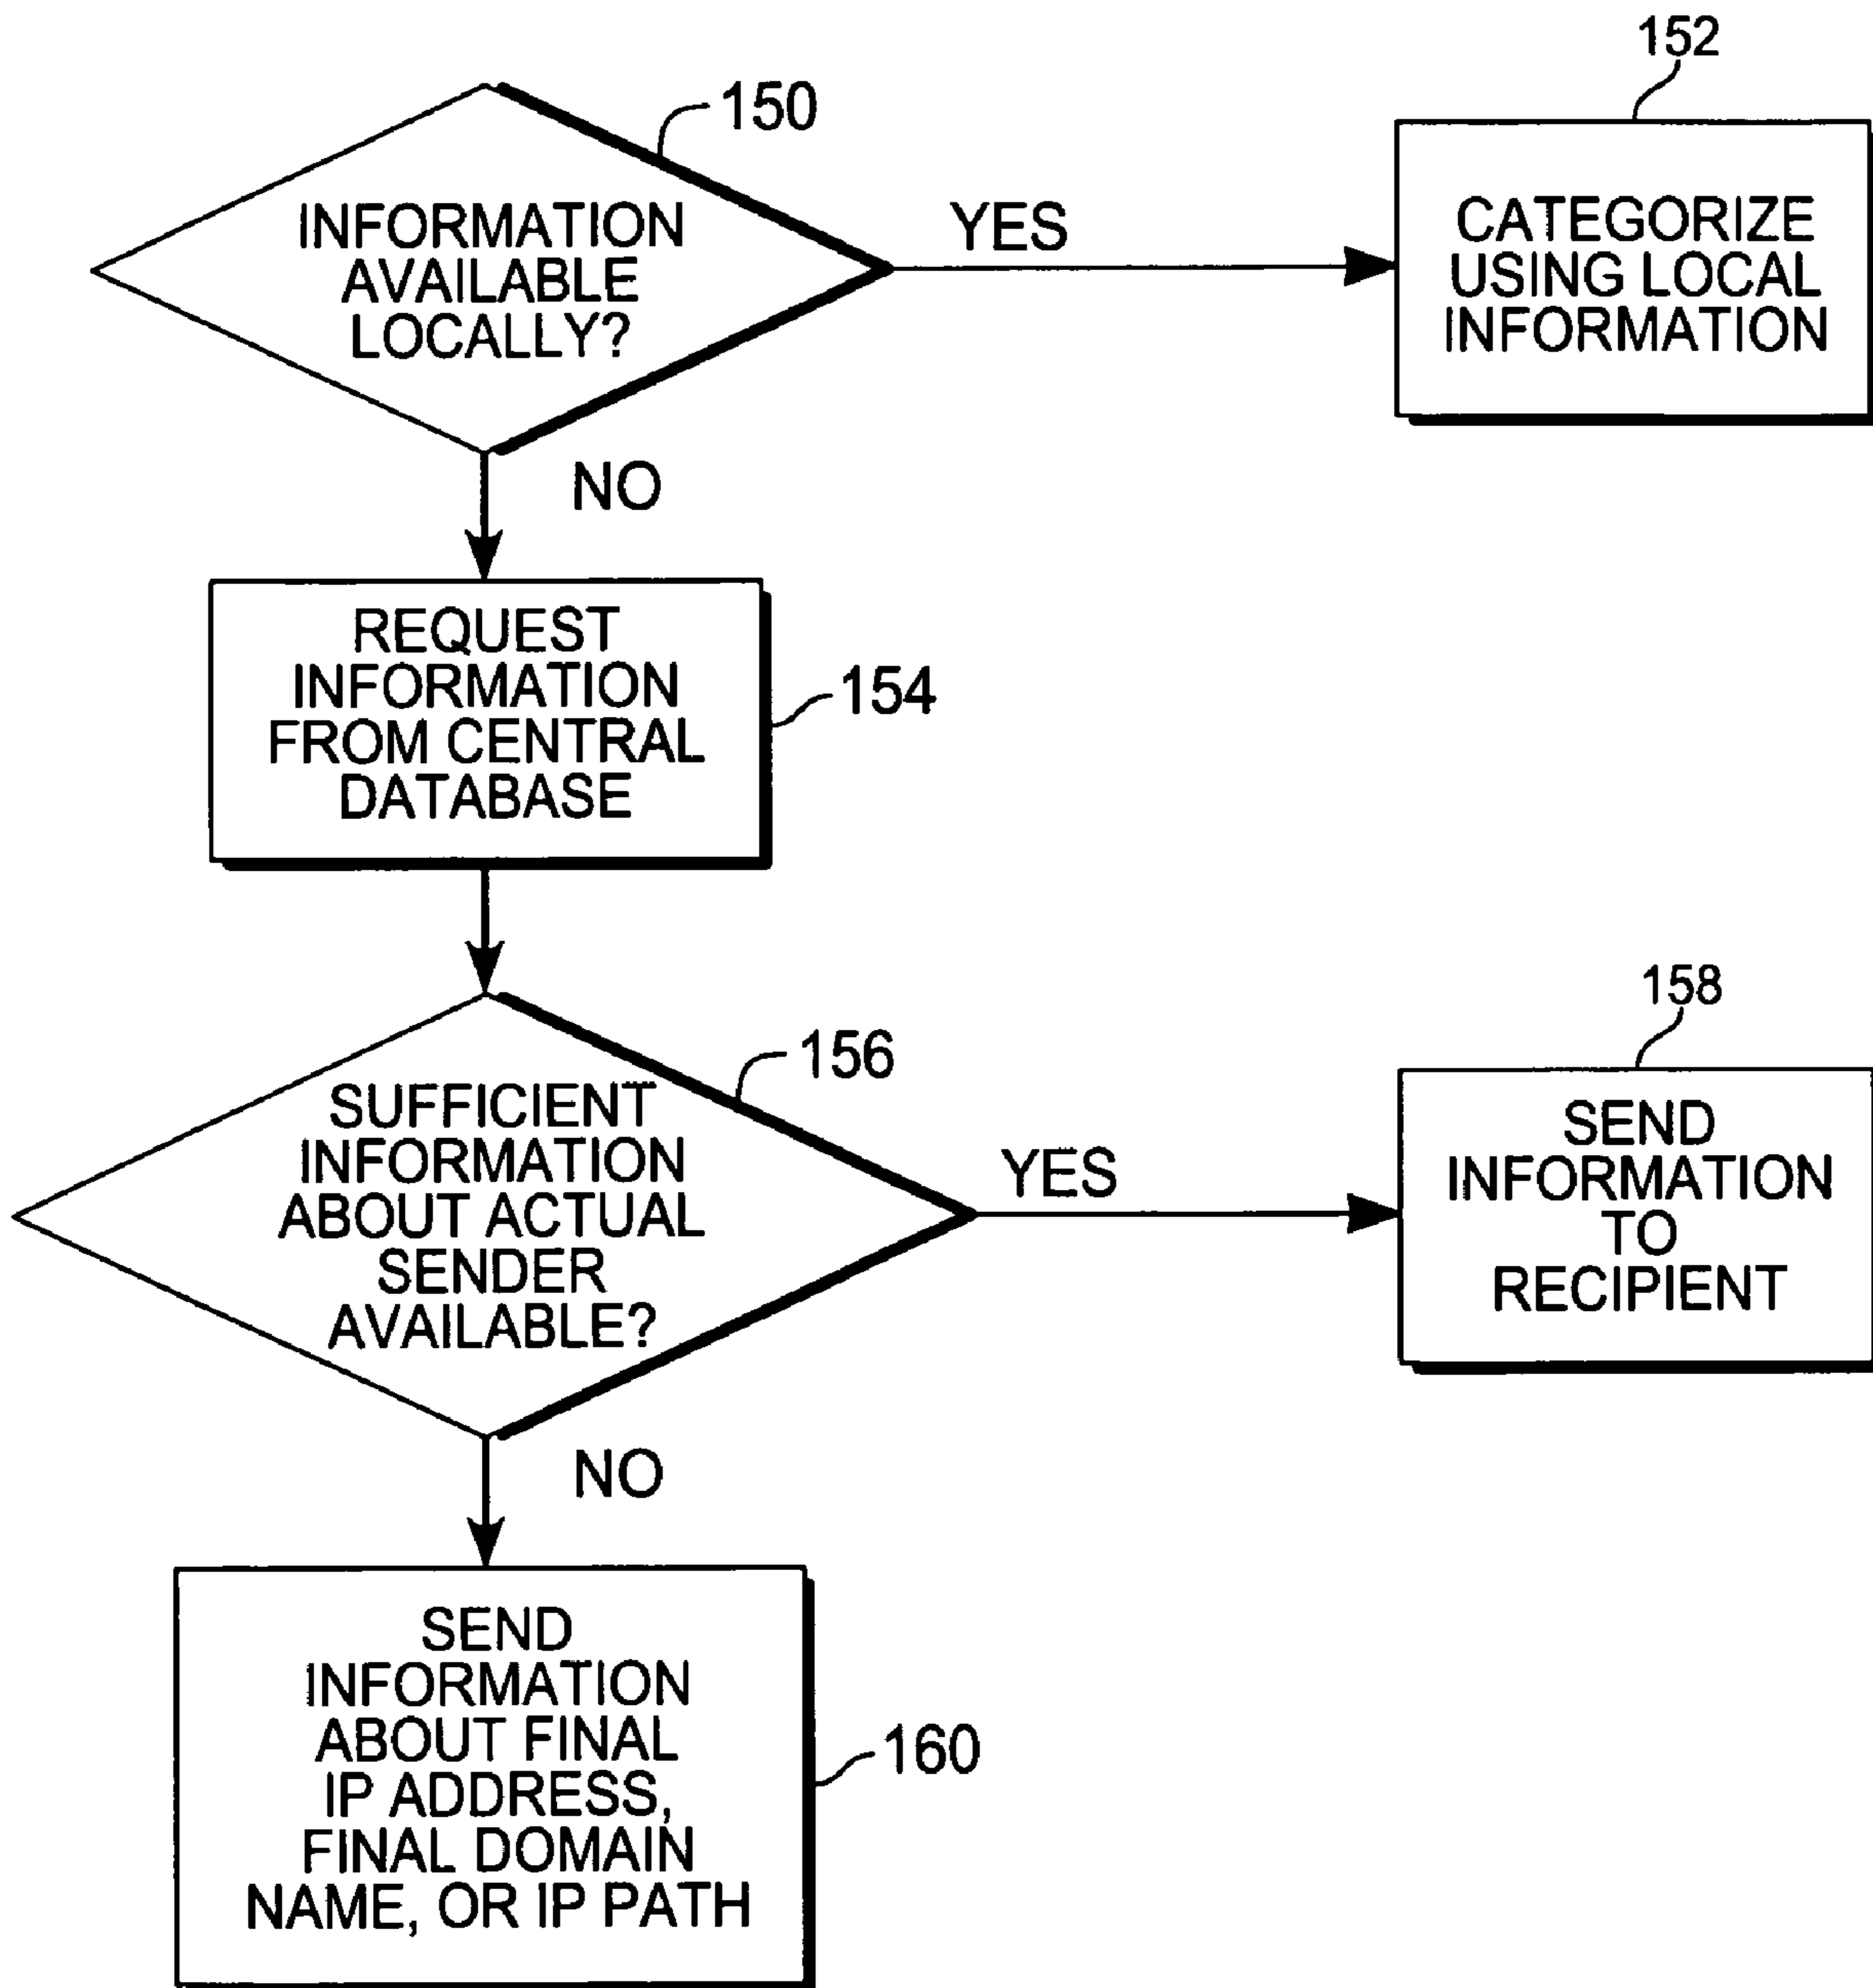 150
INFORMATION
AVAILABLE
LOCALLY?
YES
152
CATEGORIZE
USING LOCAL
INFORMATION
NO
REQUEST
INFORMATION
FROM CENTRAL
DATABASE
154
156
SUFFICIENT
INFORMATION
ABOUT ACTUAL
SENDER
AVAILABLE?
YES
158
SEND
INFORMATION
TO
RECIPIENT
NO
SEND
INFORMATION
ABOUT FINAL
IP ADDRESS,
FINAL DOMAIN
NAME, OR IP PATH
160